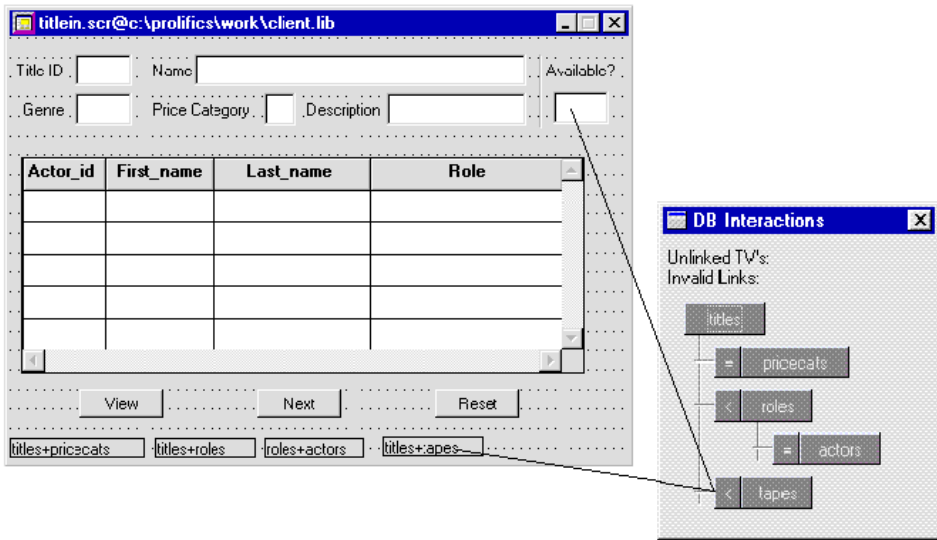 titlein.scr@c:\prolifics\work\client.lib
Title ID Name Available?
Genre Price Category Description
Actor_id First_name Last_name Role
View Next Reset
titles+pricecats titles+roles roles+actors titles+tapes
DB Interactions
Unlinked TV's:
Invalid Links:
titles
= pricecats
< roles
= actors
< tapes